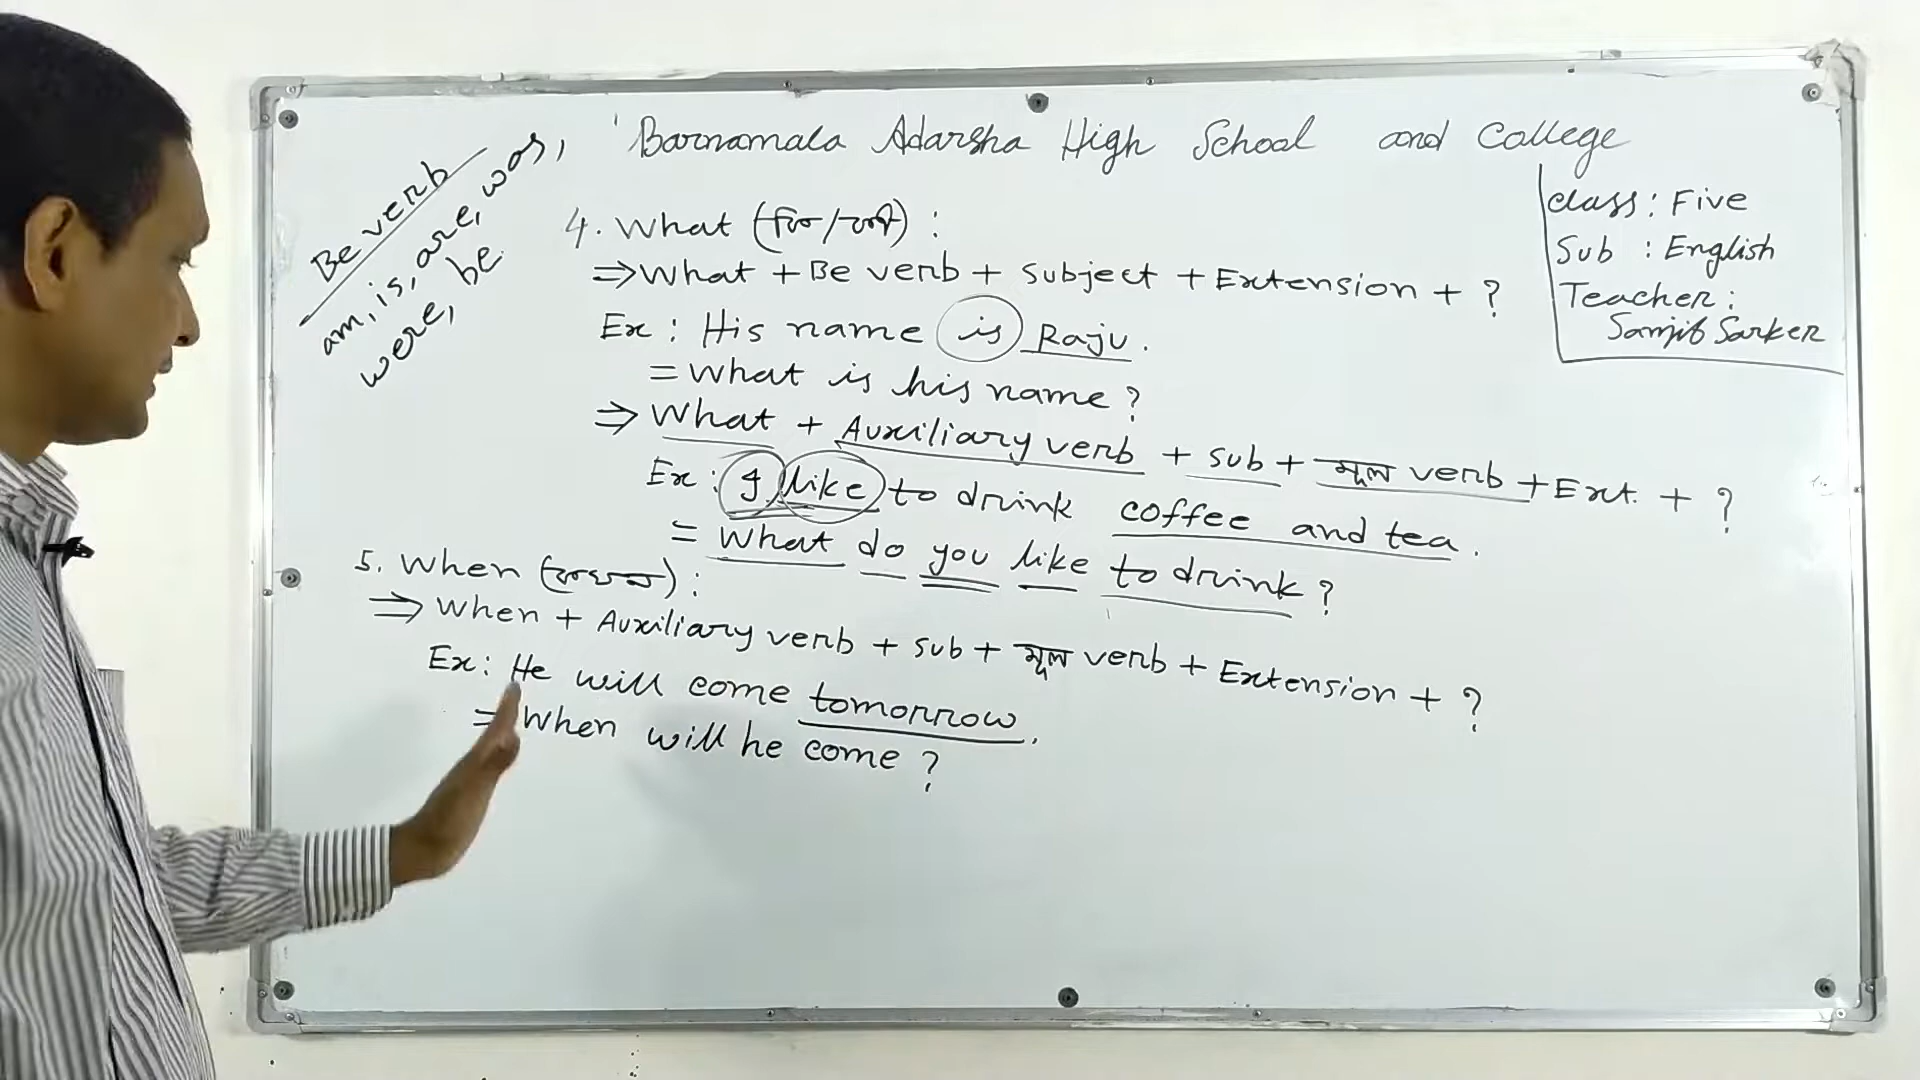 Barnamala Adarsha High School and College
Be verb
am, is, are, was,
were, be.
class: Five
Sub : English
Teacher:
Sanjit Sarker
4. What (কি/কী) :
⇒ What + Be verb + Subject + Extension + ?
Ex : His name is Raju.
= What is his name?
⇒ What + Auxiliary verb + sub + মূল verb + Ext. + ?
Ex : I like to drink coffee and tea.
= What do you like to drink?
5. When (কখন) :
⇒ When + Auxiliary verb + sub + মূল verb + Extension + ?
Ex: He will come tomorrow.
= When will he come?